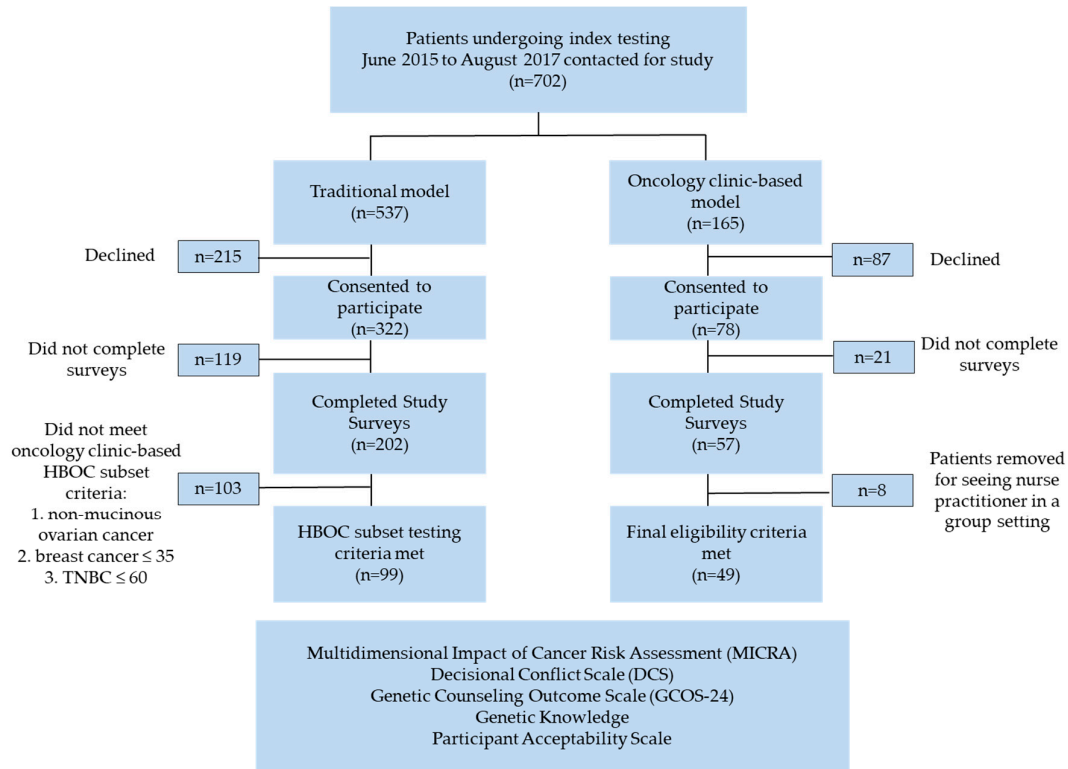 Patients undergoing index testing
June 2015 to August 2017 contacted for study
(n=702)
Traditional model
(n=537)
Oncology clinic-based
model
(n=165)
Declined
n=215
n=87
Declined
Consented to
participate
(n=322)
Consented to
participate
(n=78)
Did not complete
surveys
n=119
n=21
Did not complete
surveys
Completed Study
Surveys
(n=202)
Completed Study
Surveys
(n=57)
Did not meet
oncology clinic-based
HBOC subset
criteria:
1. non-mucinous
ovarian cancer
2. breast cancer ≤ 35
3. TNBC ≤ 60
n=103
n=8
Patients removed
for seeing nurse
practitioner in a
group setting
HBOC subset testing
criteria met
(n=99)
Final eligibility criteria
met
(n=49)
Multidimensional Impact of Cancer Risk Assessment (MICRA)
Decisional Conflict Scale (DCS)
Genetic Counseling Outcome Scale (GCOS-24)
Genetic Knowledge
Participant Acceptability Scale